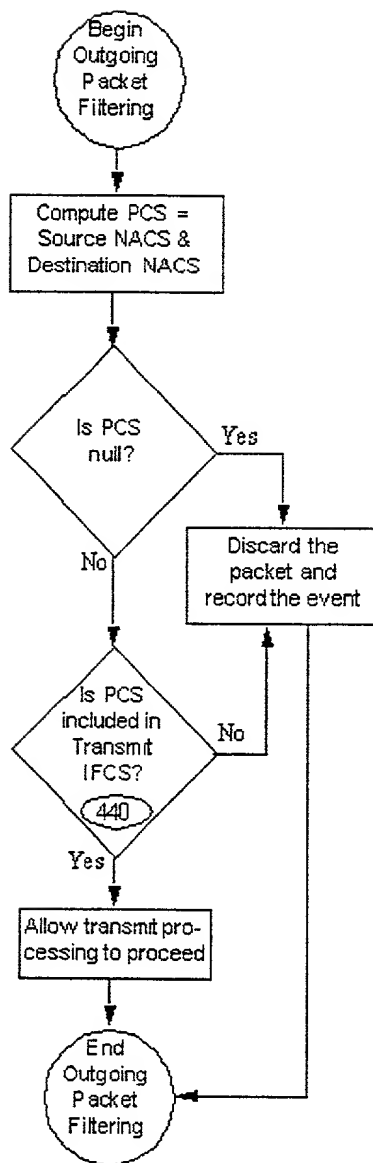 Begin
Outgoing
Packet
Filtering
Compute PCS =
Source NACS &
Destination NACS
Is PCS
null?
Yes
No
Discard the
packet and
record the event
Is PCS
included in
Transmit
IFCS?
440
No
Yes
Allow transmit pro-
cessing to proceed
End
Outgoing
Packet
Filtering